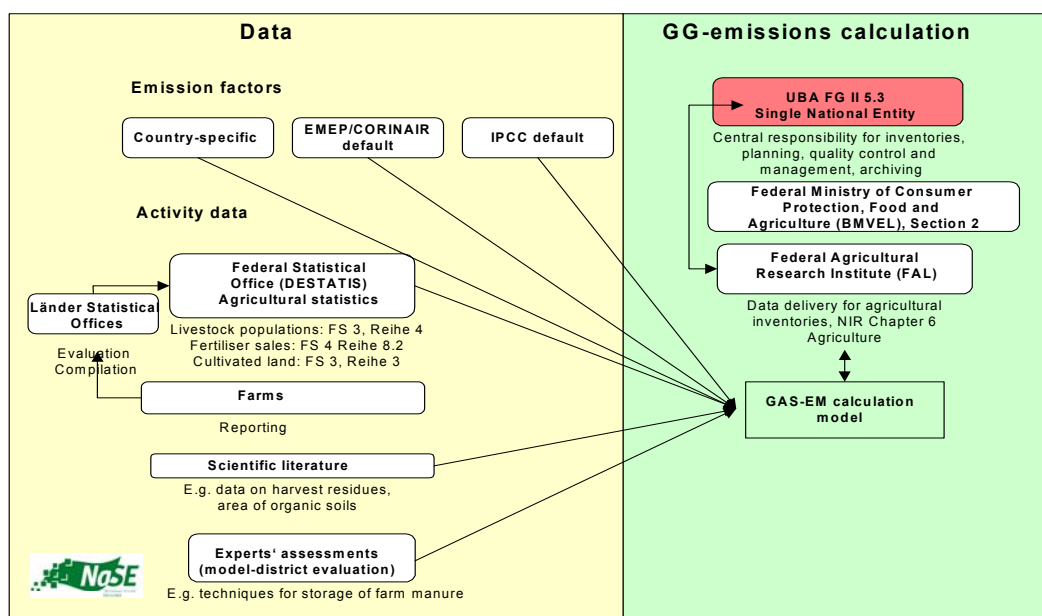 Data
Emission factors
Country-specific
EMEP/CORINAIR
default
IPCC default
Activity data
Federal Statistical
Office (DESTATIS)
Agricultural statistis
Länder Statistical
Offices
Livestock populations: FS 3, Reihe 4
Fertiliser sales: FS 4 Reihe 8.2
Cultivated land: FS 3, Reihe 3
Evaluation
Compilation
Farms
Reporting
Scientific literature
E.g. data on harvest residues,
area of organic soils
Experts‘ assessments
(model-district evaluation)
E.g. techniques for storage of farm manure
NaSE
GG-emissions calculation
UBA FG II 5.3
Single National Entity
Central responsibility for inventories,
planning, quality control and
management, archiving
Federal Ministry of Consumer
Protection, Food and
Agriculture (BMVEL), Section 2
Federal Agricultural
Research Institute (FAL)
Data delivery for agricultural
inventories, NIR Chapter 6
Agriculture
GAS-EM calculation
model